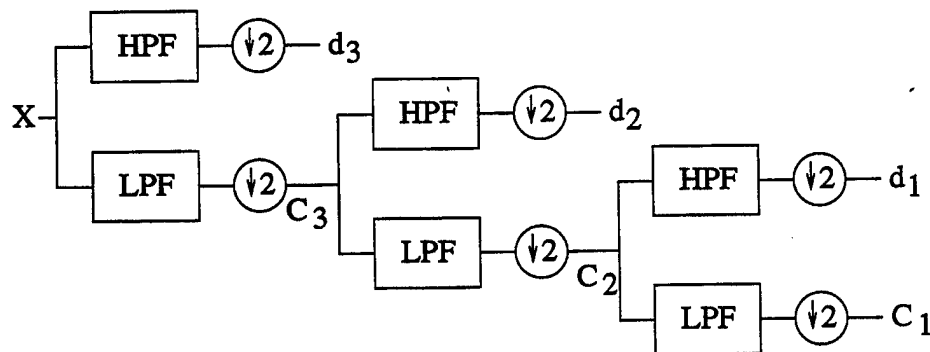 HPF ↓2 d3
X
HPF ↓2 d2
LPF ↓2 C3
HPF ↓2 d1
LPF ↓2 C2
LPF ↓2 C1